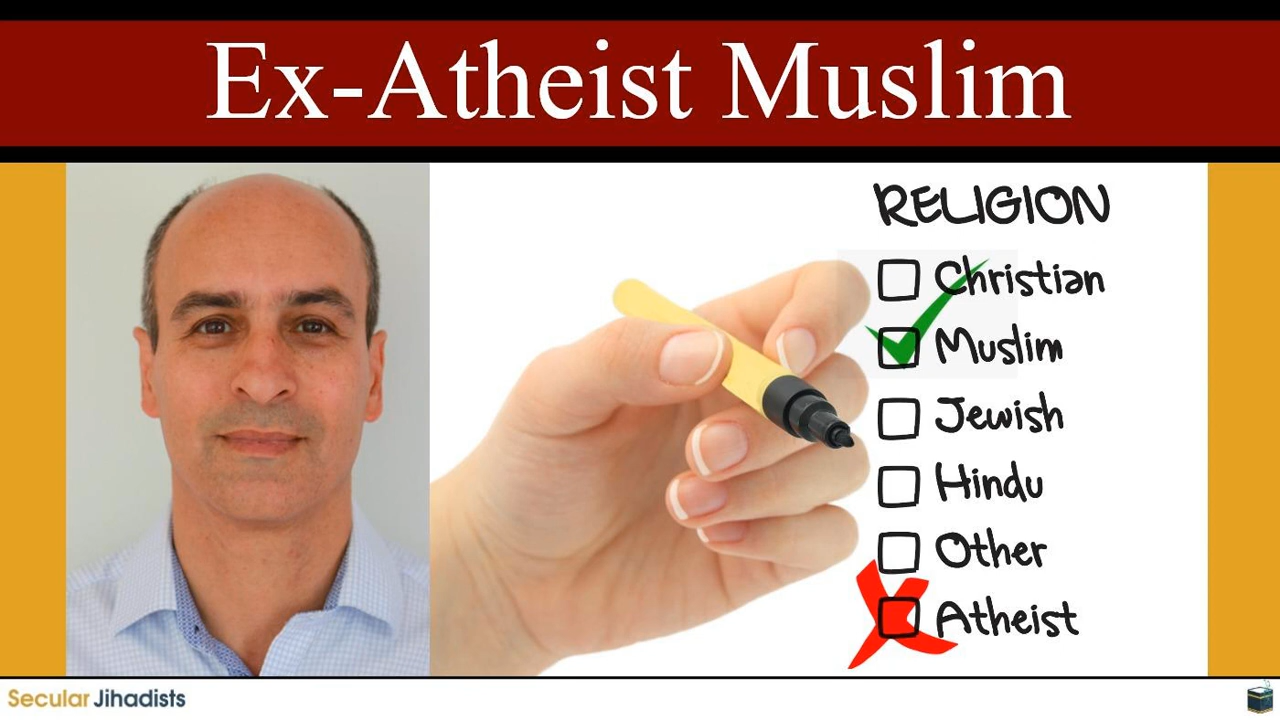 Ex-Atheist Muslim
RELIGION
Christian
Muslim
Jewish
Hindu
Other
Atheist
Secular Jihadists